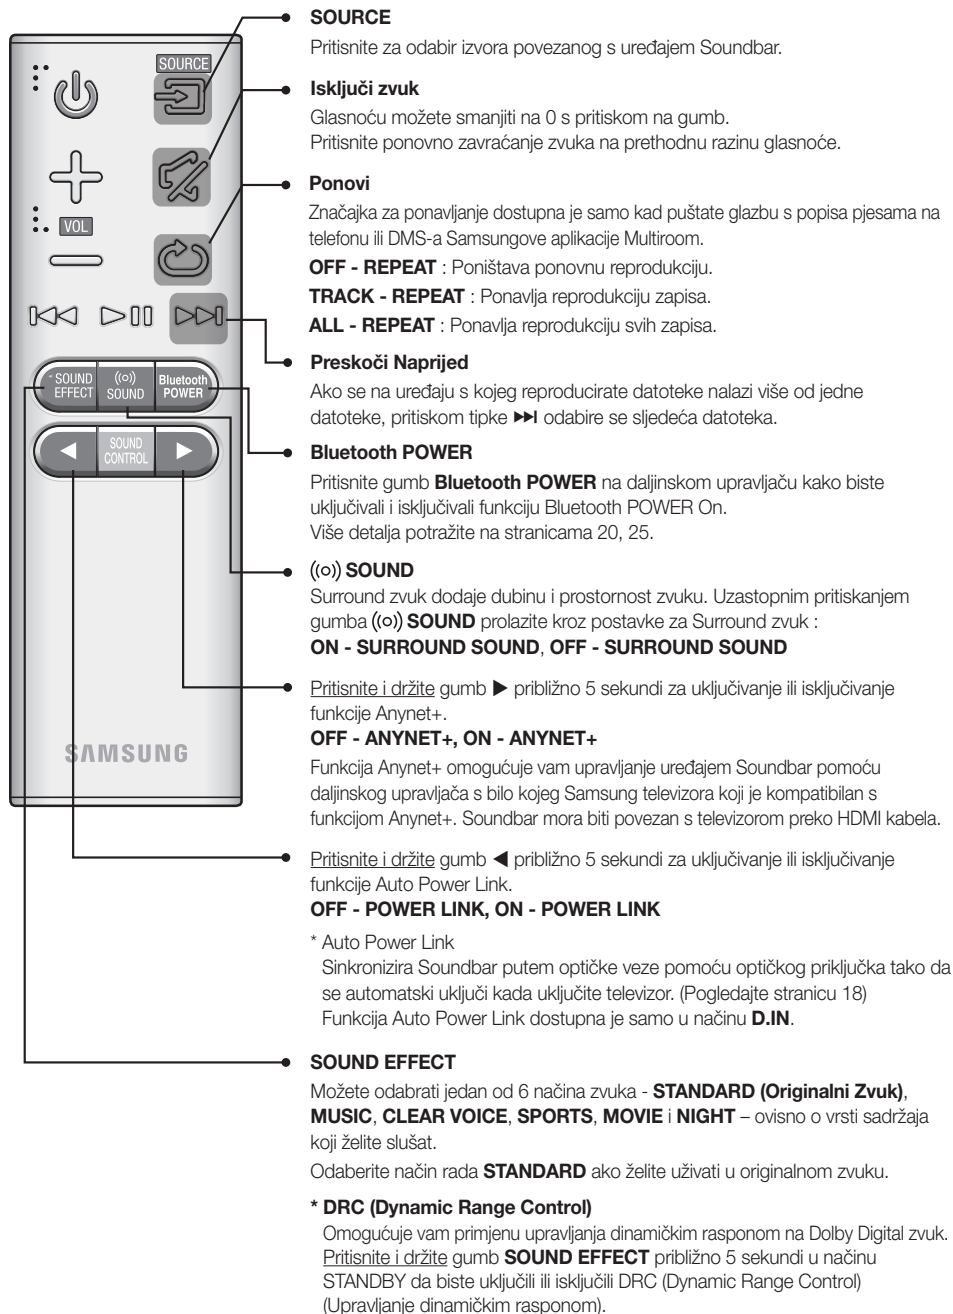 SOURCE
Pritisnite za odabir izvora povezanog s uređajem Soundbar.
Isključi zvuk
Glasnoću možete smanjiti na 0 s pritiskom na gumb.
Pritisnite ponovno zavraćanje zvuka na prethodnu razinu glasnoće.
Ponovi
Značajka za ponavljanje dostupna je samo kad puštate glazbu s popisa pjesama na
telefonu ili DMS-a Samsungove aplikacije Multiroom.
OFF - REPEAT : Poništava ponovnu reprodukciju.
TRACK - REPEAT : Ponavlja reprodukciju zapisa.
ALL - REPEAT : Ponavlja reprodukciju svih zapisa.
Preskoči Naprijed
Ako se na uređaju s kojeg reproducirate datoteke nalazi više od jedne
datoteke, pritiskom tipke ▶▶I odabire se sljedeća datoteka.
Bluetooth POWER
Pritisnite gumb Bluetooth POWER na daljinskom upravljaču kako biste
uključivali i isključivali funkciju Bluetooth POWER On.
Više detalja potražite na stranicama 20, 25.
((o)) SOUND
Surround zvuk dodaje dubinu i prostornost zvuku. Uzastopnim pritiskanjem
gumba ((o)) SOUND prolazite kroz postavke za Surround zvuk :
ON - SURROUND SOUND, OFF - SURROUND SOUND
Pritisnite i držite gumb ▶ približno 5 sekundi za uključivanje ili isključivanje
funkcije Anynet+.
OFF - ANYNET+, ON - ANYNET+
Funkcija Anynet+ omogućuje vam upravljanje uređajem Soundbar pomoću
daljinskog upravljača s bilo kojeg Samsung televizora koji je kompatibilan s
funkcijom Anynet+. Soundbar mora biti povezan s televizorom preko HDMI kabela.
Pritisnite i držite gumb ◀ približno 5 sekundi za uključivanje ili isključivanje
funkcije Auto Power Link.
OFF - POWER LINK, ON - POWER LINK
* Auto Power Link
Sinkronizira Soundbar putem optičke veze pomoću optičkog priključka tako da
se automatski uključi kada uključite televizor. (Pogledajte stranicu 18)
Funkcija Auto Power Link dostupna je samo u načinu D.IN.
SOUND EFFECT
Možete odabrati jedan od 6 načina zvuka - STANDARD (Originalni Zvuk),
MUSIC, CLEAR VOICE, SPORTS, MOVIE i NIGHT – ovisno o vrsti sadržaja
koji želite slušat.
Odaberite način rada STANDARD ako želite uživati u originalnom zvuku.
* DRC (Dynamic Range Control)
Omogućuje vam primjenu upravljanja dinamičkim rasponom na Dolby Digital zvuk.
Pritisnite i držite gumb SOUND EFFECT približno 5 sekundi u načinu
STANDBY da biste uključili ili isključili DRC (Dynamic Range Control)
(Upravljanje dinamičkim rasponom).
SOURCE
VOL
SOUND
EFFECT
((o))
SOUND
Bluetooth
POWER
SOUND
CONTROL
SAMSUNG